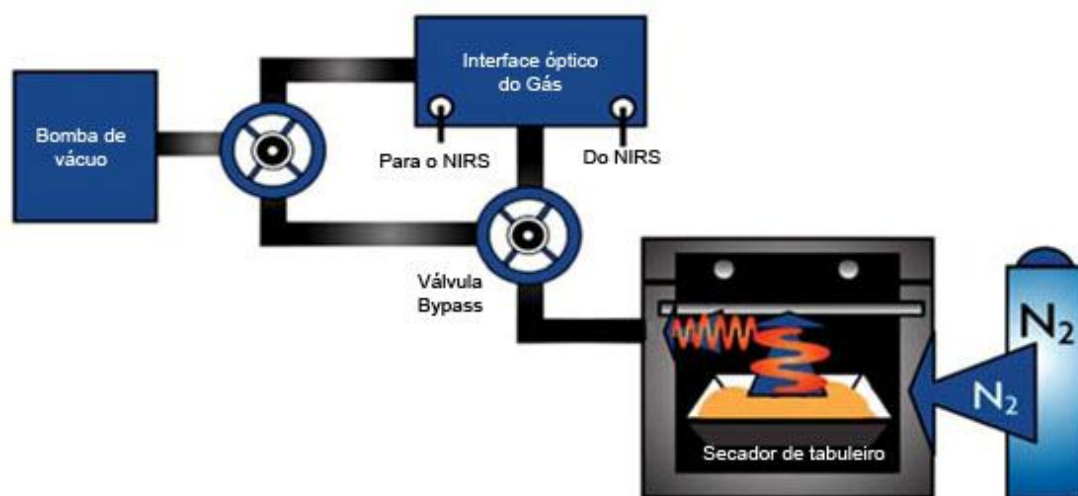 Interface óptico
do Gás
Bomba de
vácuo
Para o NIRS
Do NIRS
Válvula
Bypass
N2
N2
Secador de tabuleiro